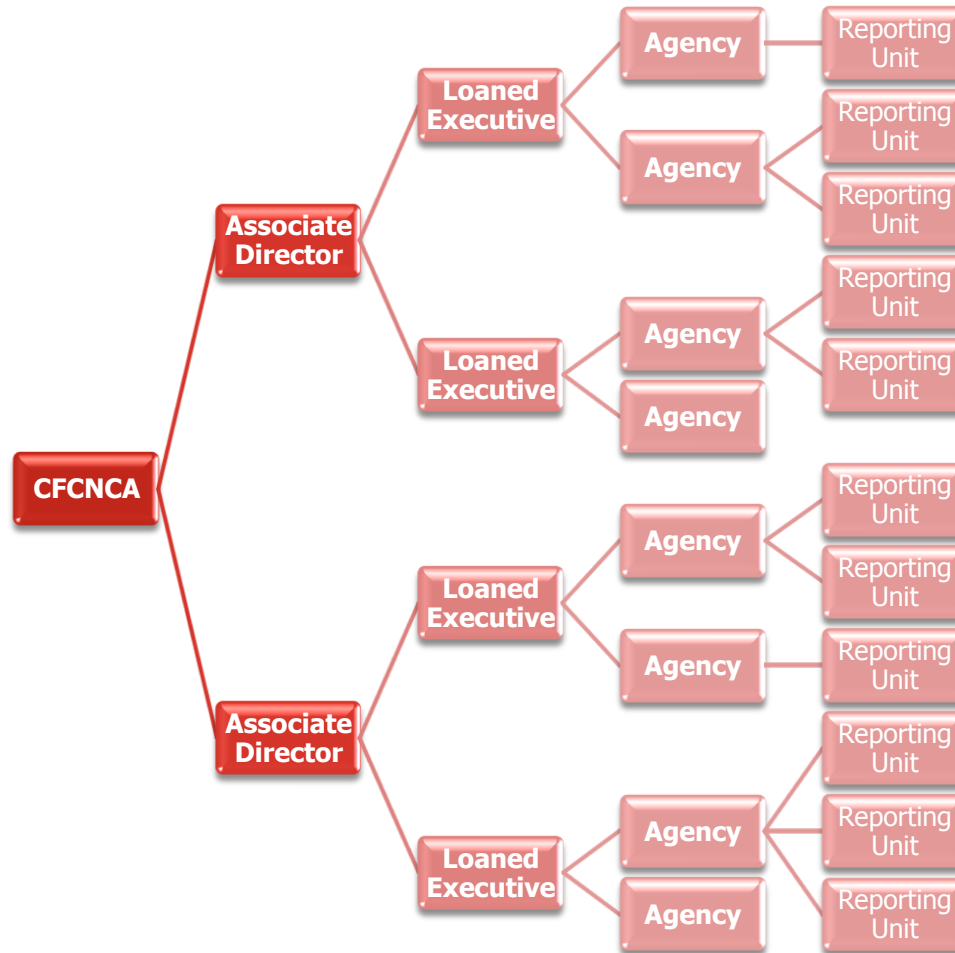 Agency
Reporting
Unit
Loaned
Executive
Reporting
Unit
Agency
Reporting
Unit
Associate
Director
Reporting
Unit
Agency
Loaned
Executive
Reporting
Unit
Agency
CFCNCA
Reporting
Unit
Agency
Reporting
Unit
Loaned
Executive
Agency
Reporting
Unit
Associate
Director
Reporting
Unit
Agency
Reporting
Unit
Loaned
Executive
Agency
Reporting
Unit